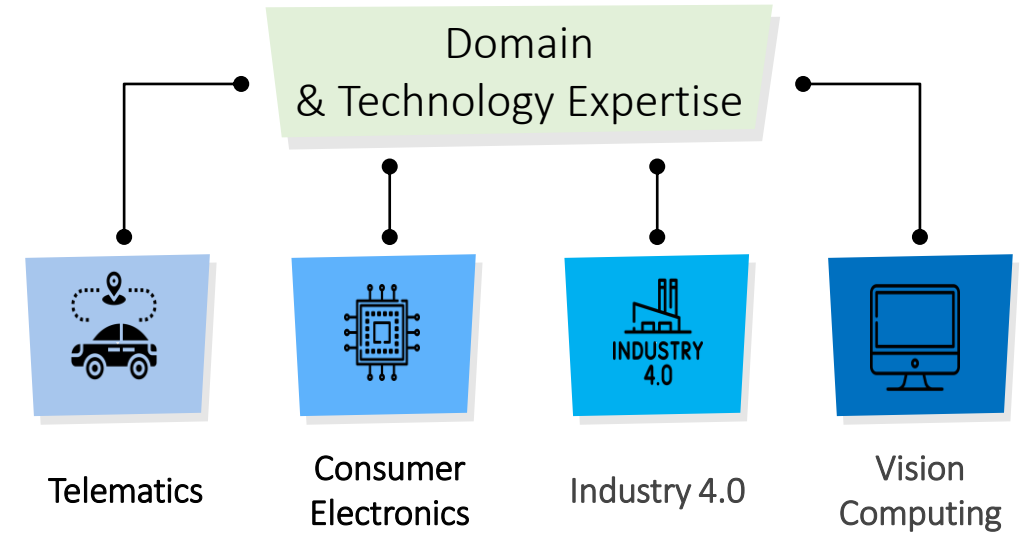 Domain
& Technology Expertise
INDUSTRY
4.0
Telematics
Consumer
Electronics
Industry 4.0
Vision
Computing